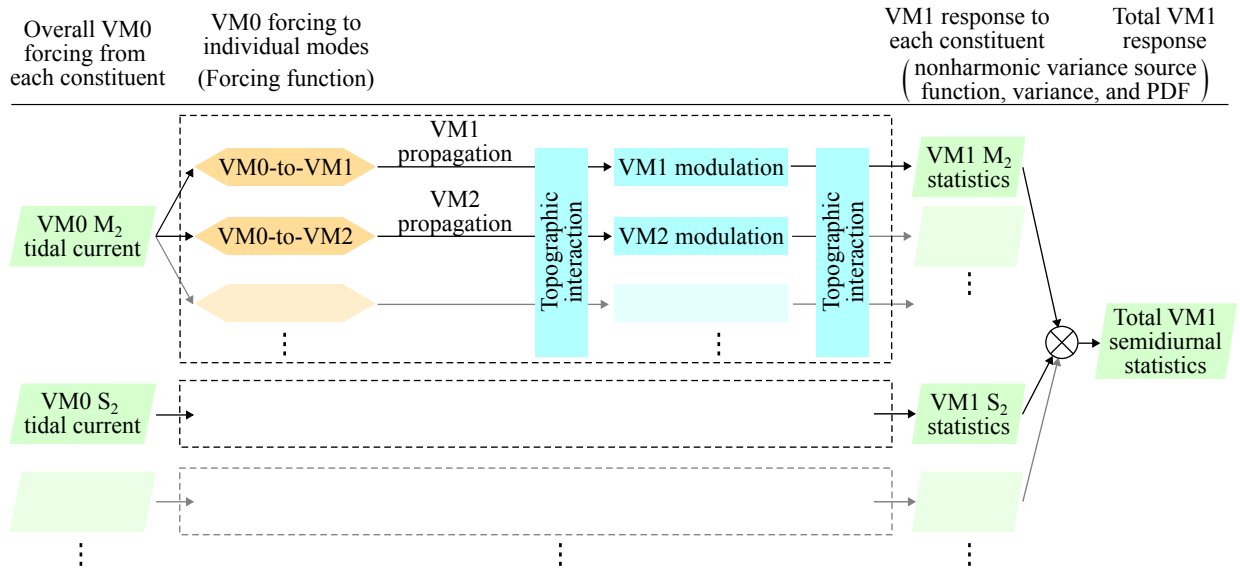 Overall VM0
forcing from
each constituent
VM0 forcing to
individual modes
(Forcing function)
VM1 response to
each constituent
Total VM1
response
(nonharmonic variance source
function, variance, and PDF)
VM0 M₂
tidal current
VM0-to-VM1
VM1
propagation
VM0-to-VM2
VM2
propagation
Topographic
interaction
VM1 modulation
VM2 modulation
Topographic
interaction
VM1 M₂
statistics
Total VM1
semidiurnal
statistics
VM0 S₂
tidal current
VM1 S₂
statistics